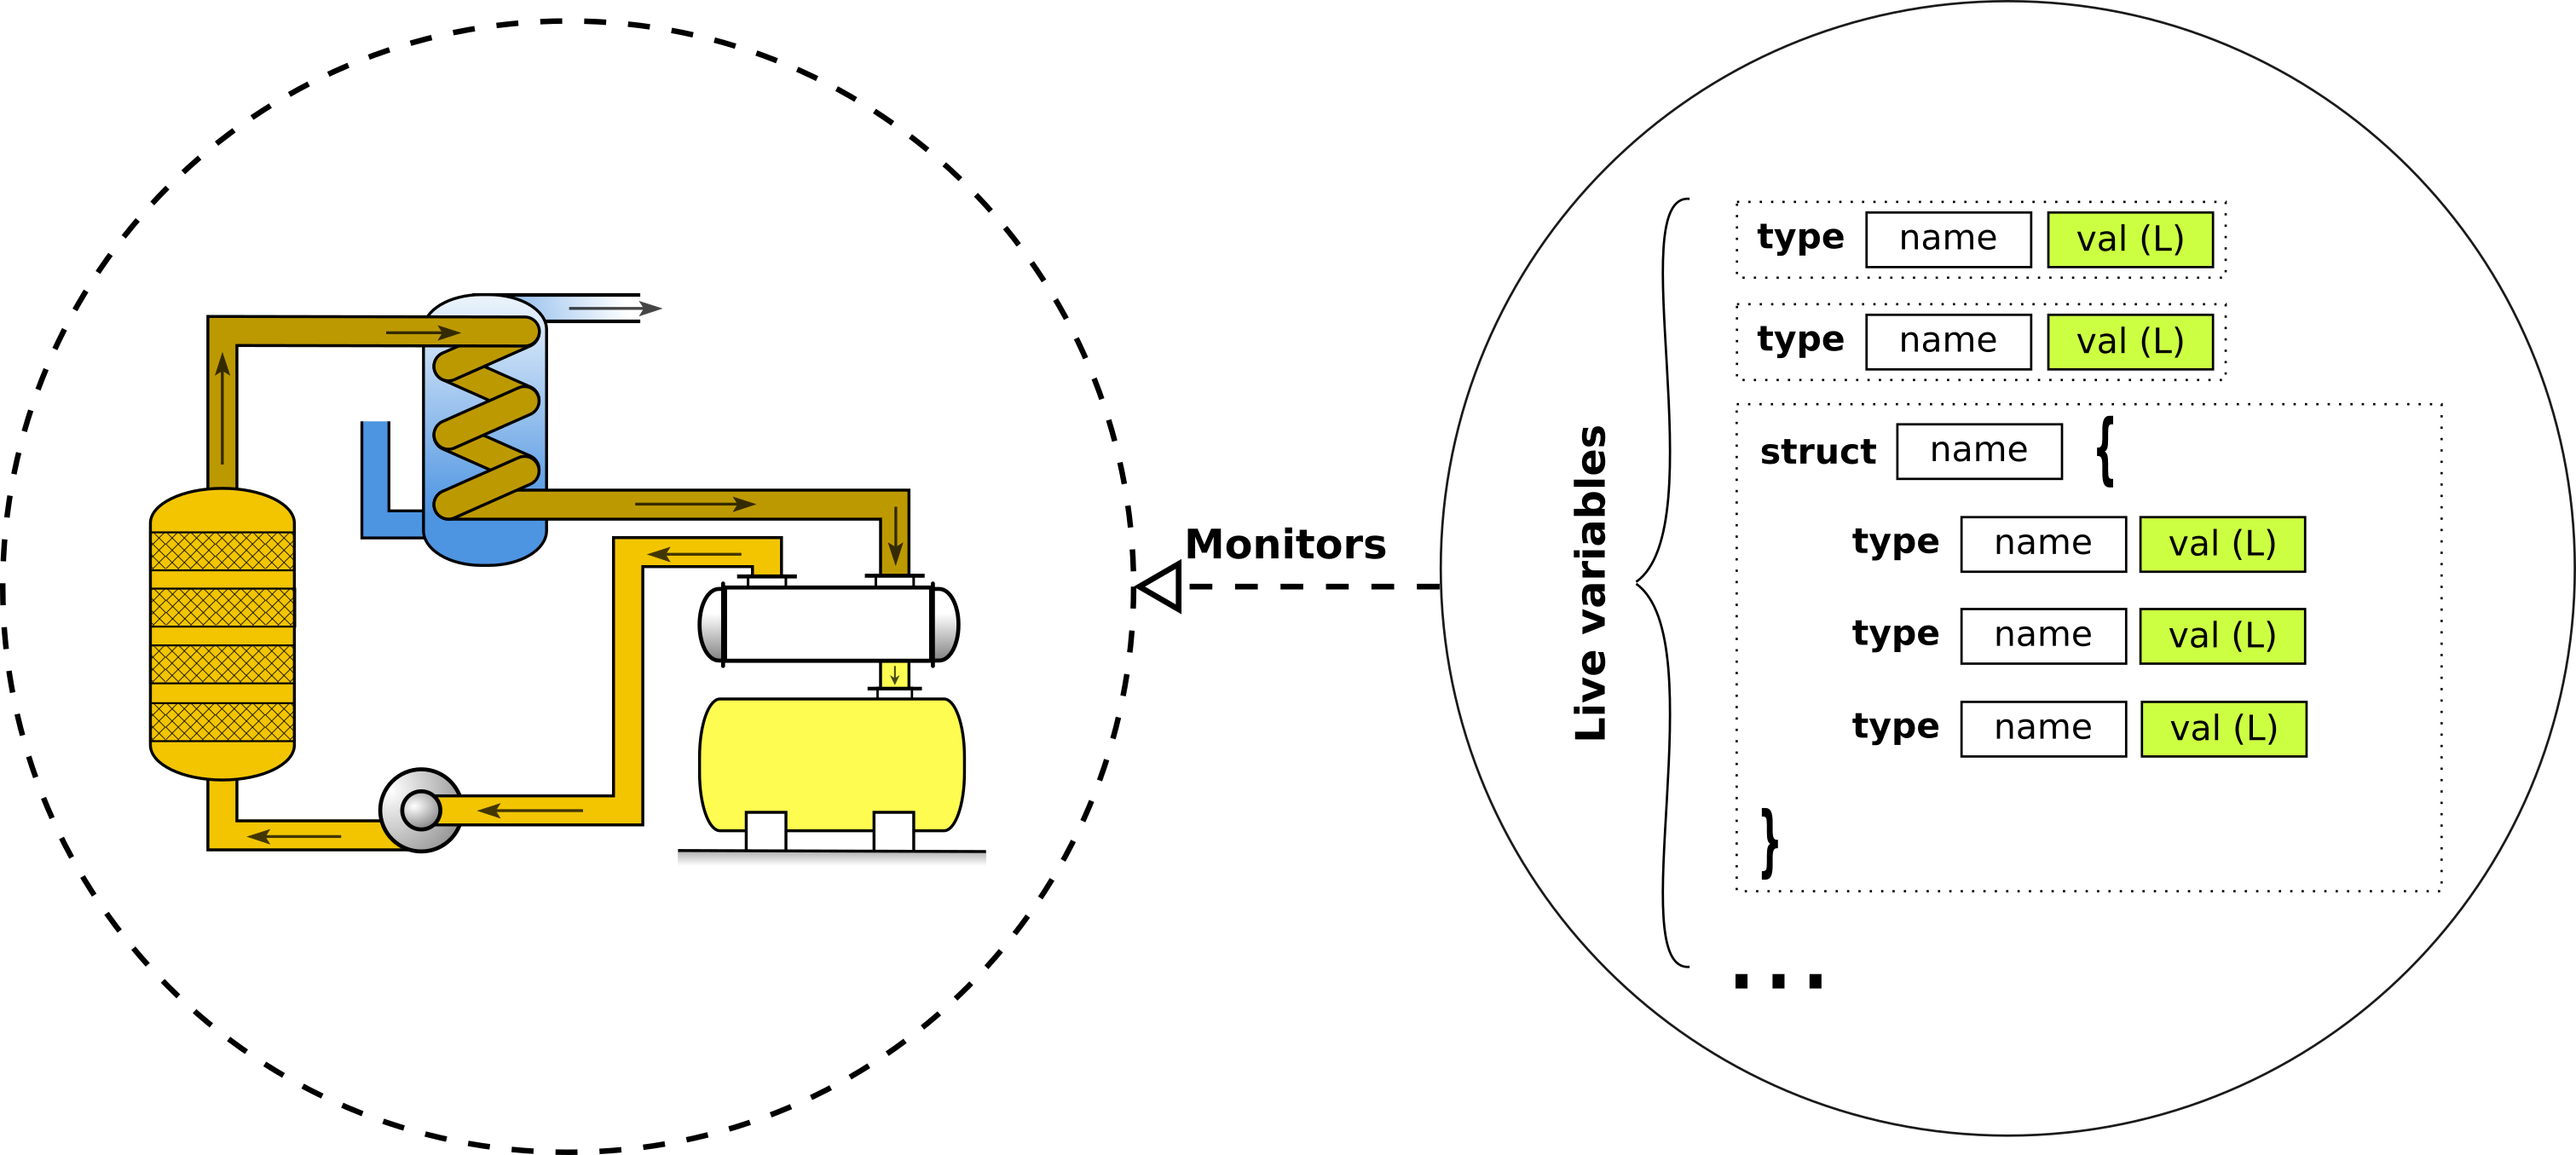 Monitors
Live variables
type name val (L)
type name val (L)
struct name {
type name val (L)
type name val (L)
type name val (L)
}
...